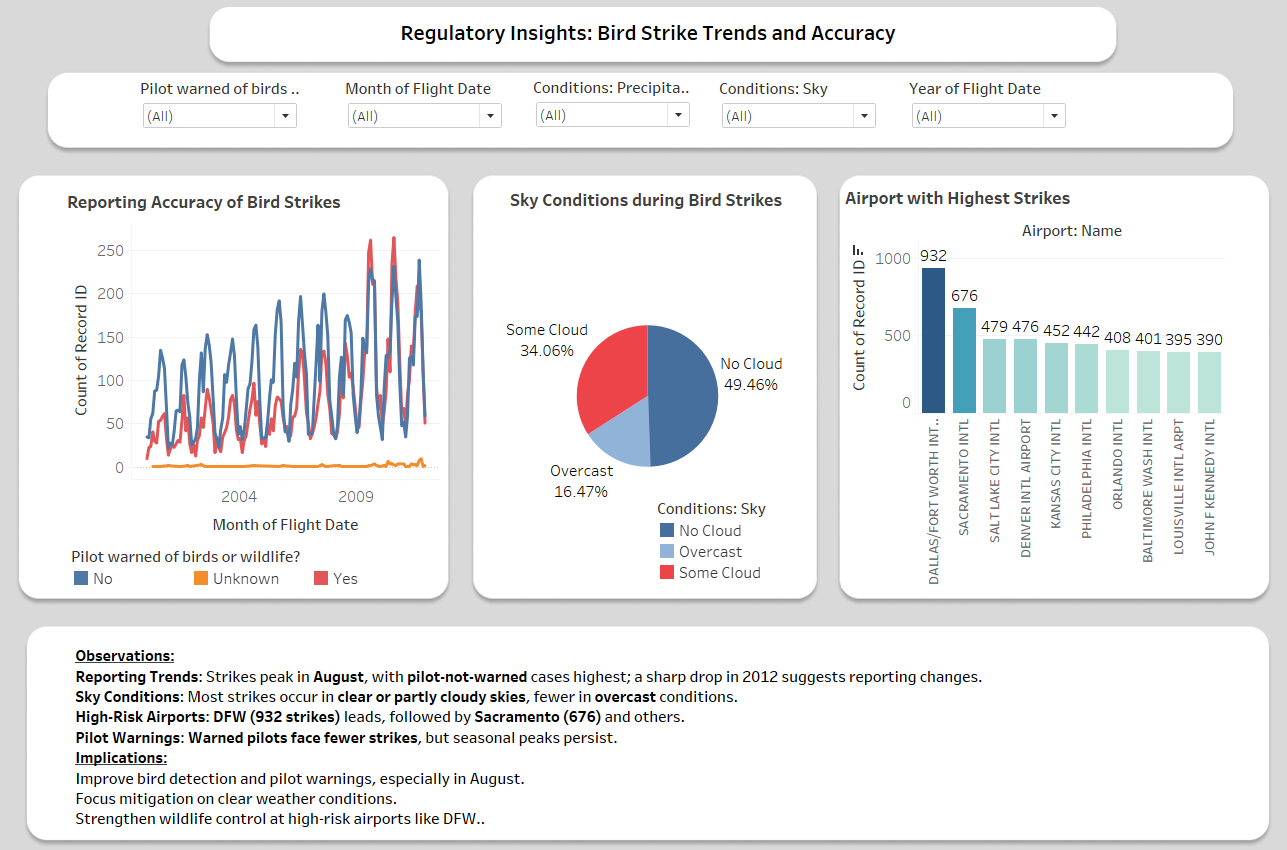 Regulatory Insights: Bird Strike Trends and Accuracy
Pilot warned of birds ..
Month of Flight Date
Conditions: Precipita..
Conditions: Sky
Year of Flight Date
(All)
(All)
(All)
(All)
(All)
Reporting Accuracy of Bird Strikes
Count of Record ID
250
200
150
100
50
0
2004
2009
Month of Flight Date
Pilot warned of birds or wildlife?
No
Unknown
Yes
Sky Conditions during Bird Strikes
Some Cloud
34.06%
No Cloud
49.46%
Overcast
16.47%
Conditions: Sky
No Cloud
Overcast
Some Cloud
Airport with Highest Strikes
Airport: Name
Count of Record ID
1000
500
0
932
676
479
476
452
442
408
401
395
390
DALLAS/FORT WORTH INT..
SACRAMENTO INTL
SALT LAKE CITY INTL
DENVER INTL AIRPORT
KANSAS CITY INTL
PHILADELPHIA INTL
ORLANDO INTL
BALTIMORE WASH INTL
LOUISVILLE INTL ARPT
JOHN F KENNEDY INTL
Observations:
Reporting Trends: Strikes peak in August, with pilot-not-warned cases highest; a sharp drop in 2012 suggests reporting changes.
Sky Conditions: Most strikes occur in clear or partly cloudy skies, fewer in overcast conditions.
High-Risk Airports: DFW (932 strikes) leads, followed by Sacramento (676) and others.
Pilot Warnings: Warned pilots face fewer strikes, but seasonal peaks persist.
Implications:
Improve bird detection and pilot warnings, especially in August.
Focus mitigation on clear weather conditions.
Strengthen wildlife control at high-risk airports like DFW..